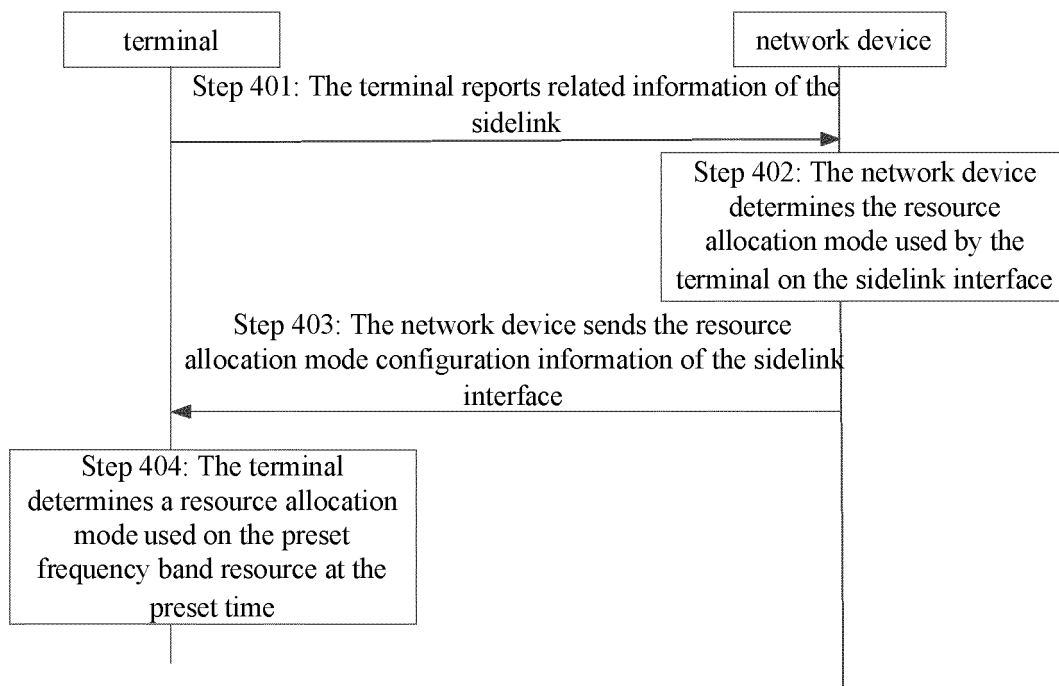 terminal
network device
Step 401: The terminal reports related information of the
sidelink
Step 402: The network device
determines the resource
allocation mode used by the
terminal on the sidelink interface
Step 403: The network device sends the resource
allocation mode configuration information of the sidelink
interface
Step 404: The terminal
determines a resource allocation
mode used on the preset
frequency band resource at the
preset time